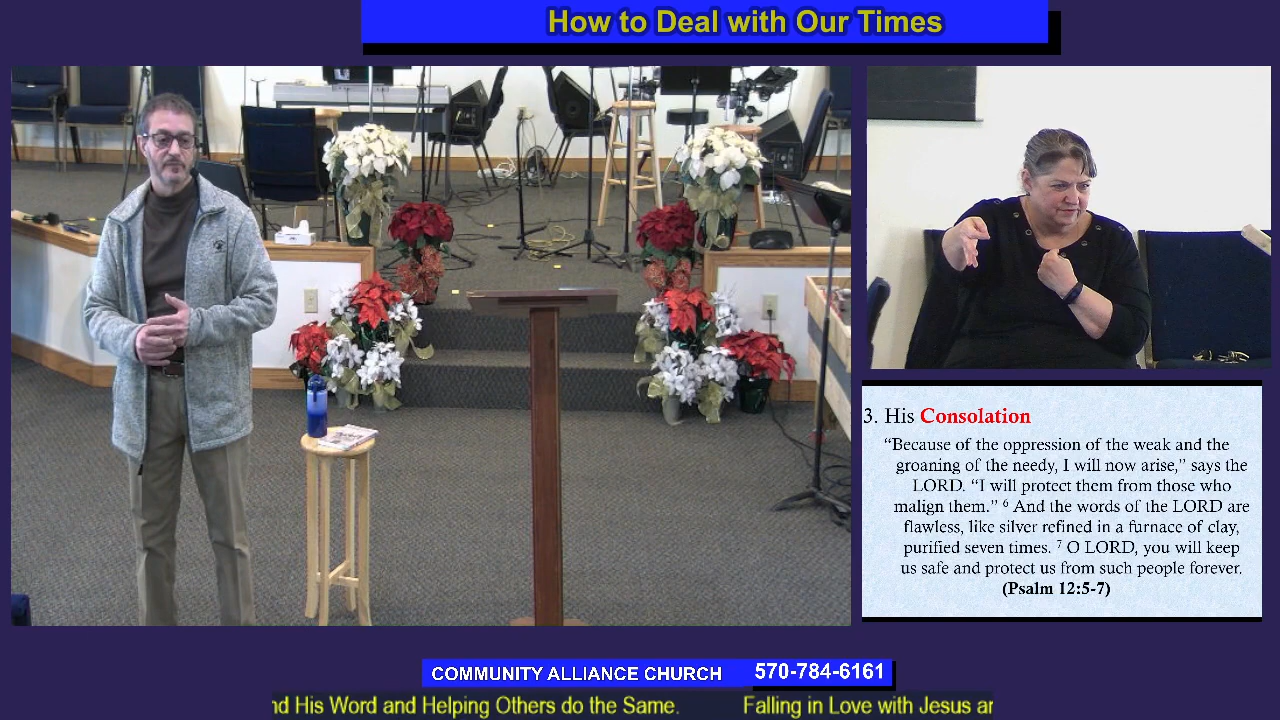 How to Deal with Our Times
3. His Consolation
“Because of the oppression of the weak and the
groaning of the needy, I will now arise,” says the
LORD. “I will protect them from those who
malign them.” ⁶ And the words of the LORD are
flawless, like silver refined in a furnace of clay,
purified seven times. ⁷ O LORD, you will keep
us safe and protect us from such people forever.
(Psalm 12:5-7)
COMMUNITY ALLIANCE CHURCH 570-784-6161
His Word and Helping Others do the Same. Falling in Love with Jesus